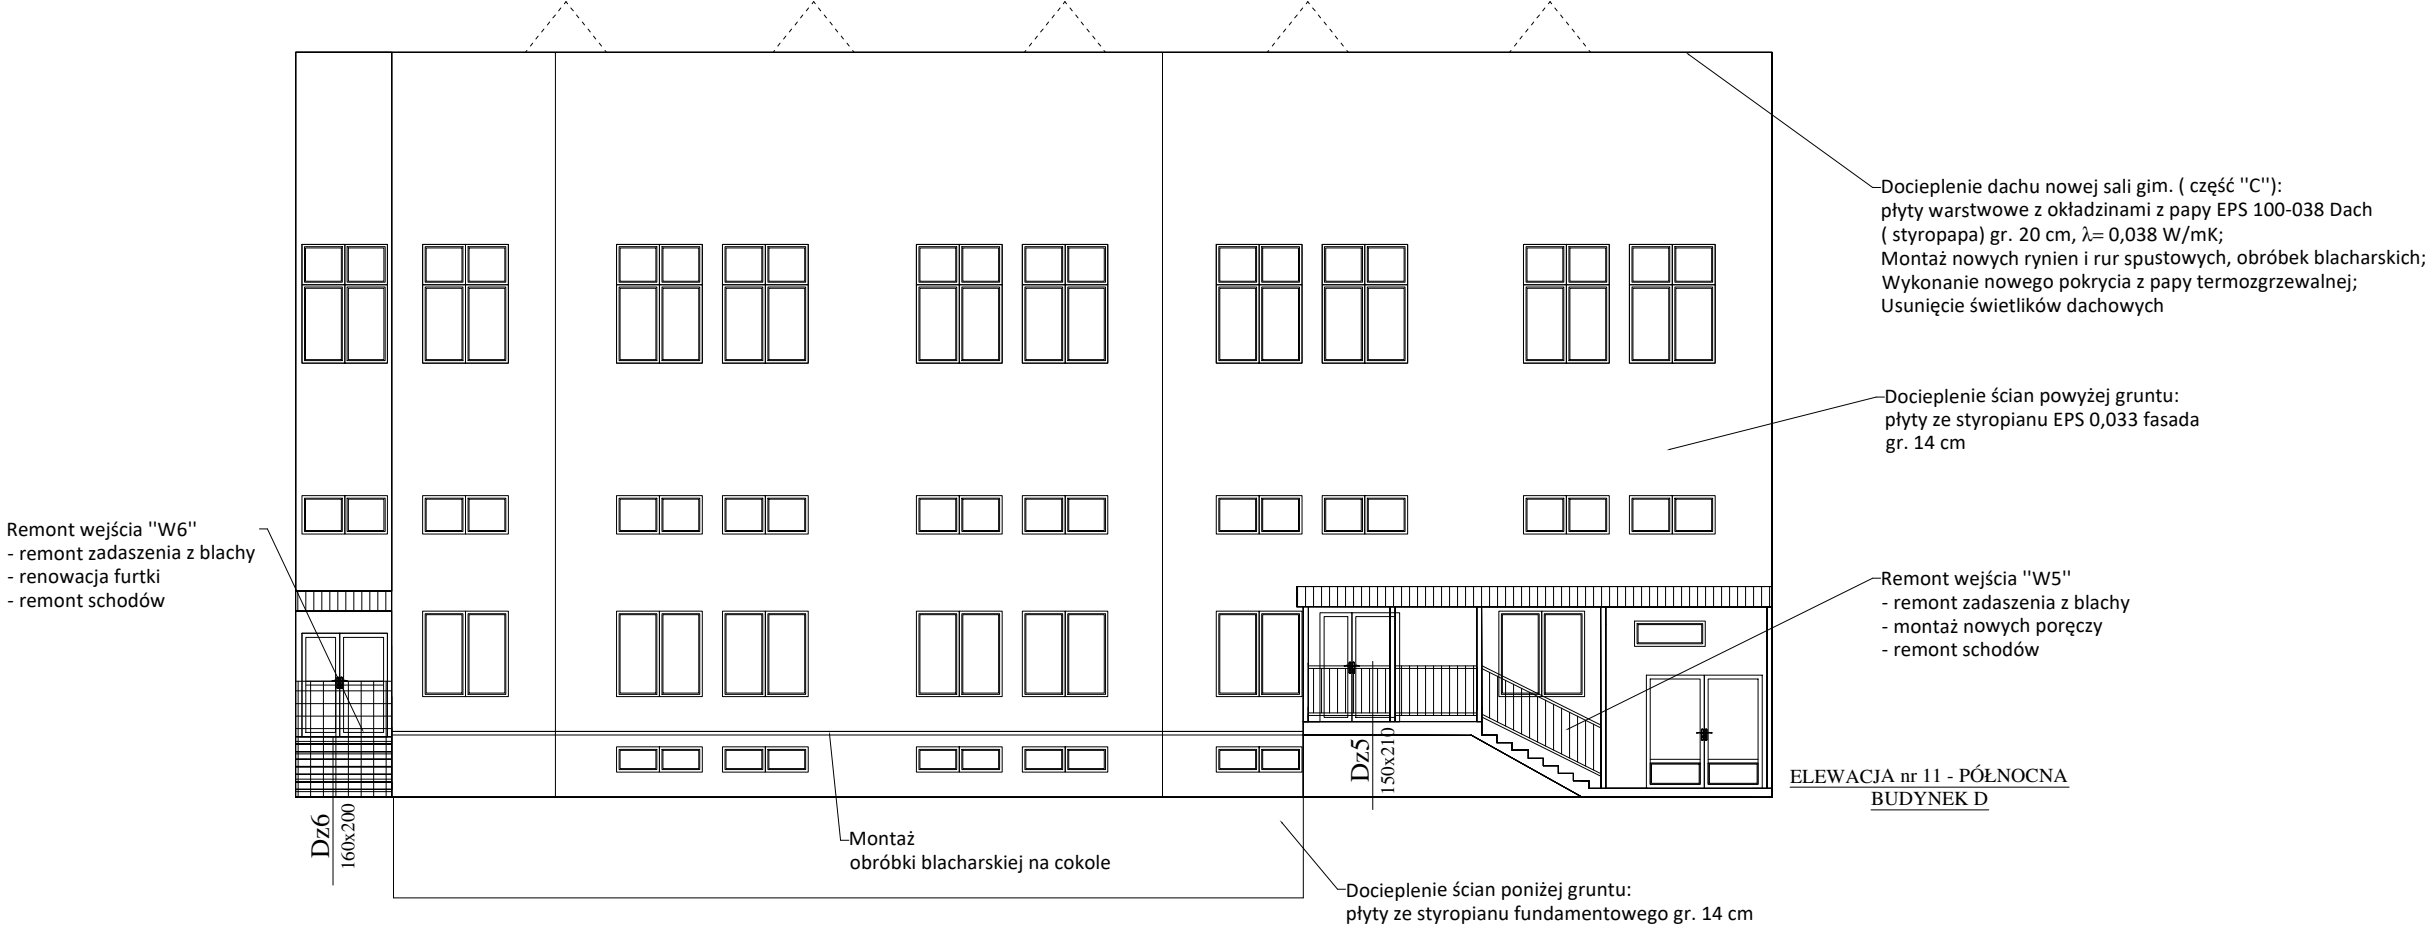 Docieplenie dachu nowej sali gim. ( część "C"):
płyty warstwowe z okładzinami z papy EPS 100-038 Dach
( styropapa) gr. 20 cm, λ= 0,038 W/mK;
Montaż nowych rynien i rur spustowych, obróbek blacharskich;
Wykonanie nowego pokrycia z papy termozgrzewalnej;
Usunięcie świetlików dachowych
Docieplenie ścian powyżej gruntu:
płyty ze styropianu EPS 0,033 fasada
gr. 14 cm
Remont wejścia "W6"
- remont zadaszenia z blachy
- renowacja furtki
- remont schodów
Remont wejścia "W5"
- remont zadaszenia z blachy
- montaż nowych poręczy
- remont schodów
Dz5
150x210
ELEWACJA nr 11 - PÓŁNOCNA
BUDYNEK D
Dz6
160x200
Montaż
obróbki blacharskiej na cokole
Docieplenie ścian poniżej gruntu:
płyty ze styropianu fundamentowego gr. 14 cm